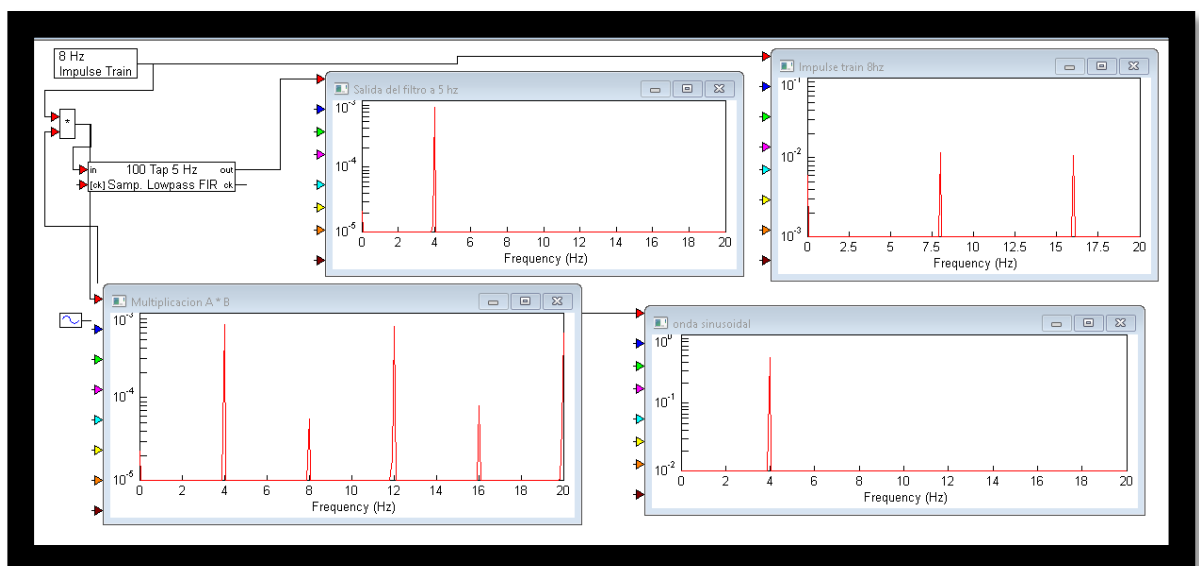 8 Hz
Impulse Train
*
in 100 Tap 5 Hz out
[ck] Samp. Lowpass FIR ck
Salida del filtro a 5 hz
10-3
10-4
10-5
0 2 4 6 8 10 12 14 16 18 20
Frequency (Hz)
Impulse train 8hz
10-1
10-2
10-3
0 2.5 5 7.5 10 12.5 15 17.5 20
Frequency (Hz)
Multiplicacion A * B
10-3
10-4
10-5
0 2 4 6 8 10 12 14 16 18 20
Frequency (Hz)
onda sinusoidal
100
10-1
10-2
0 2 4 6 8 10 12 14 16 18 20
Frequency (Hz)